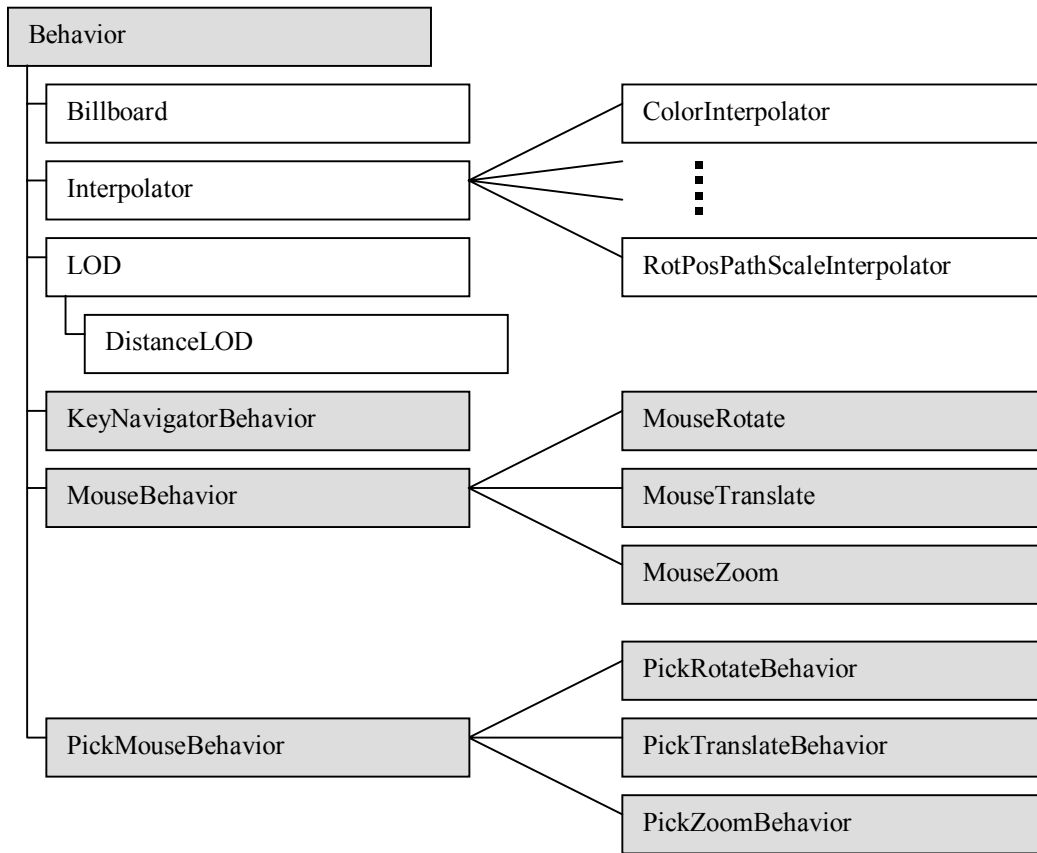 Behavior
Billboard
ColorInterpolator
Interpolator
LOD
RotPosPathScaleInterpolator
DistanceLOD
KeyNavigatorBehavior
MouseRotate
MouseBehavior
MouseTranslate
MouseZoom
PickRotateBehavior
PickMouseBehavior
PickTranslateBehavior
PickZoomBehavior